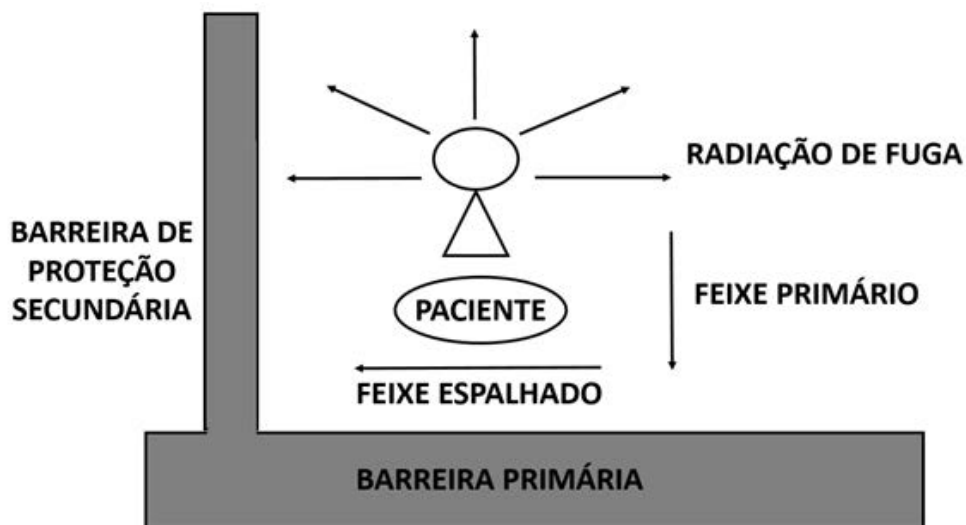 RADIAÇÃO DE FUGA
BARREIRA DE
PROTEÇÃO
SECUNDÁRIA
FEIXE PRIMÁRIO
PACIENTE
FEIXE ESPALHADO
BARREIRA PRIMÁRIA